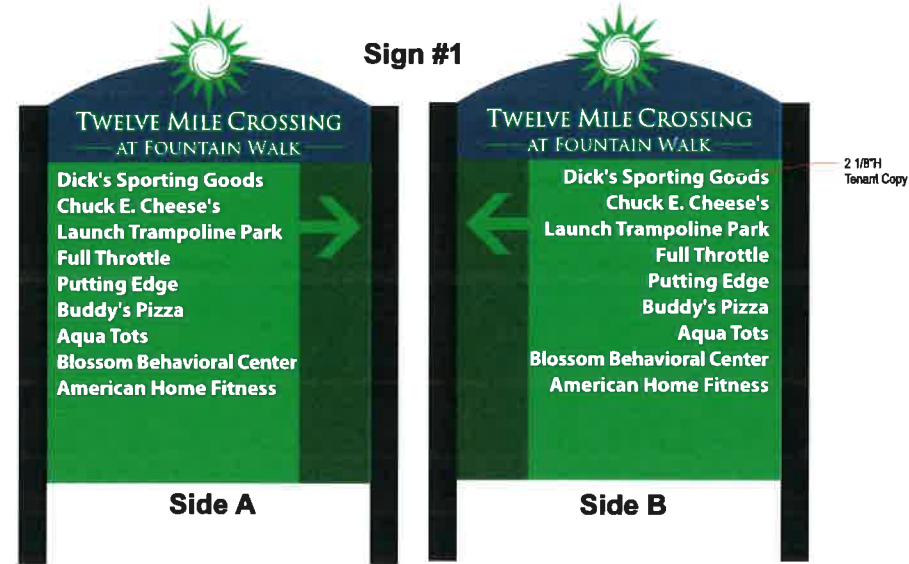 Sign #1
TWELVE MILE CROSSING
AT FOUNTAIN WALK
Dick's Sporting Goods
Chuck E. Cheese's
Launch Trampoline Park
Full Throttle
Putting Edge
Buddy's Pizza
Aqua Tots
Blossom Behavioral Center
American Home Fitness
Side A
TWELVE MILE CROSSING
AT FOUNTAIN WALK
Dick's Sporting Goods
Chuck E. Cheese's
Launch Trampoline Park
Full Throttle
Putting Edge
Buddy's Pizza
Aqua Tots
Blossom Behavioral Center
American Home Fitness
Side B
2 1/8"H
Tenant Copy